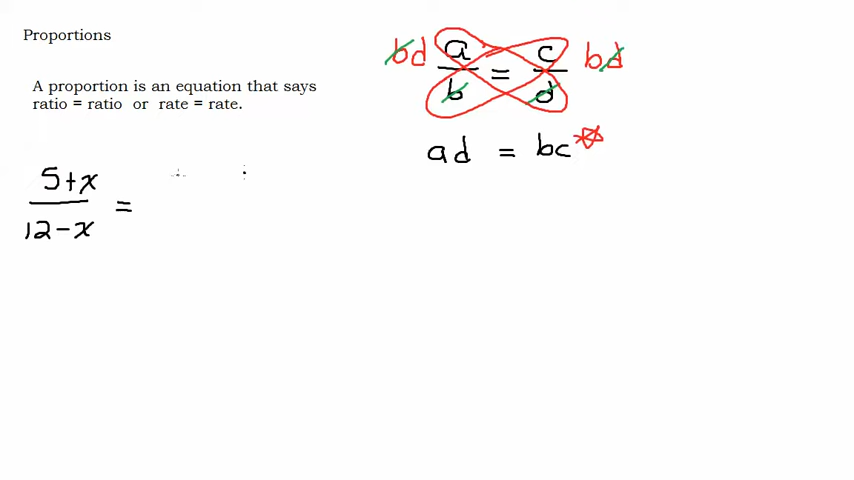 Proportions
A proportion is an equation that says
ratio = ratio or rate = rate.
bd a/b = c/d bd
ad = bc
5+x/12-x =